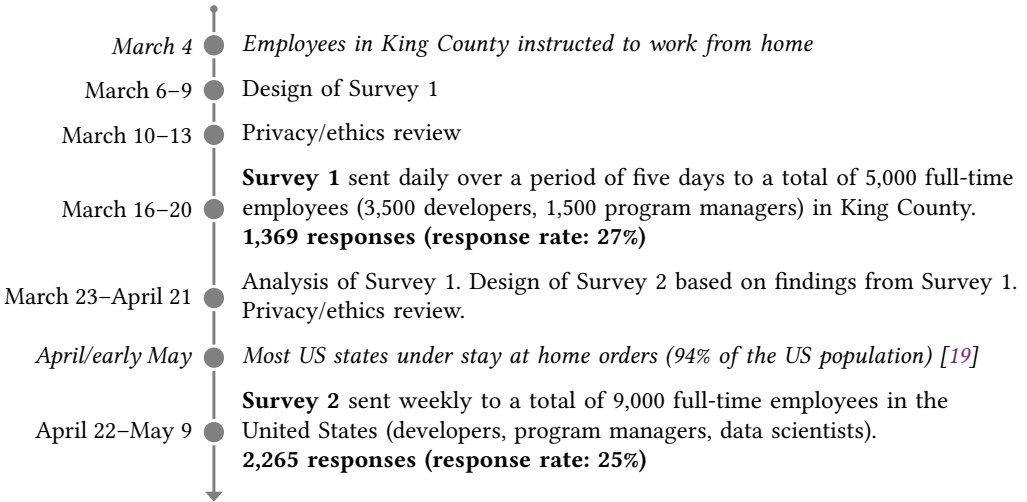 March 4 Employees in King County instructed to work from home
March 6–9 Design of Survey 1
March 10–13 Privacy/ethics review
Survey 1 sent daily over a period of five days to a total of 5,000 full-time
March 16–20 employees (3,500 developers, 1,500 program managers) in King County.
1,369 responses (response rate: 27%)
Analysis of Survey 1. Design of Survey 2 based on findings from Survey 1.
March 23–April 21
Privacy/ethics review.
April/early May Most US states under stay at home orders (94% of the US population) [19]
Survey 2 sent weekly to a total of 9,000 full-time employees in the
April 22–May 9 United States (developers, program managers, data scientists).
2,265 responses (response rate: 25%)